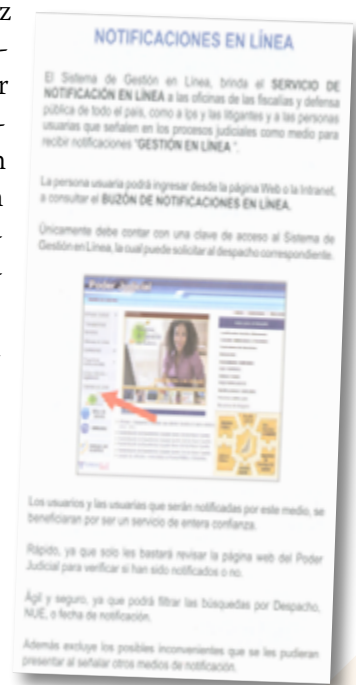 NOTIFICACIONES EN LÍNEA
El Sistema de Gestión en Línea, brinda el SERVICIO DE
NOTIFICACIÓN EN LÍNEA a las oficinas de las fiscalías y defensa
pública de todo el país, como a los y las litigantes y a las personas
usuarias que señalen en los procesos judiciales como medio para
recibir notificaciones "GESTIÓN EN LÍNEA".
La persona usuaria podrá ingresar desde la página Web o la Intranet,
a consultar el BUZÓN DE NOTIFICACIONES EN LÍNEA.
Únicamente debe contar con una clave de acceso al Sistema de
Gestión en Línea, la cual puede solicitar al despacho correspondiente.
Poder Judicial
Los usuarios y las usuarias que serán notificadas por este medio, se
beneficiaran por ser un servicio de entera confianza.
Rápido, ya que solo les bastará revisar la página web del Poder
Judicial para verificar si han sido notificados o no.
Ágil y seguro, ya que podrá filtrar las búsquedas por Despacho,
NUE, o fecha de notificación.
Además excluye los posibles inconvenientes que se les pudieran
presentar al señalar otros medios de notificación.